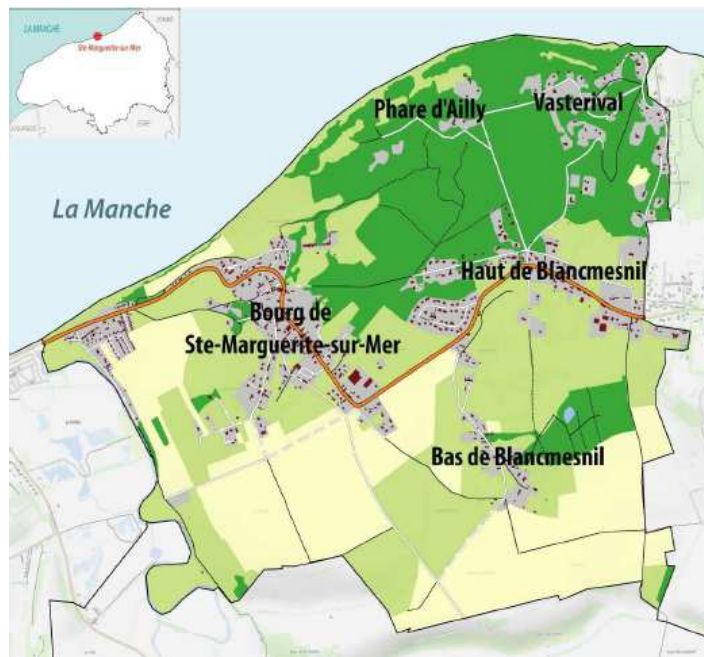 LA MANCHE
Ste-Marguerite-sur-Mer
Phare d'Ailly
Vasterival
La Manche
Haut de Blancmesnil
Bourg de
Ste-Marguerite-sur-Mer
Bas de Blancmesnil